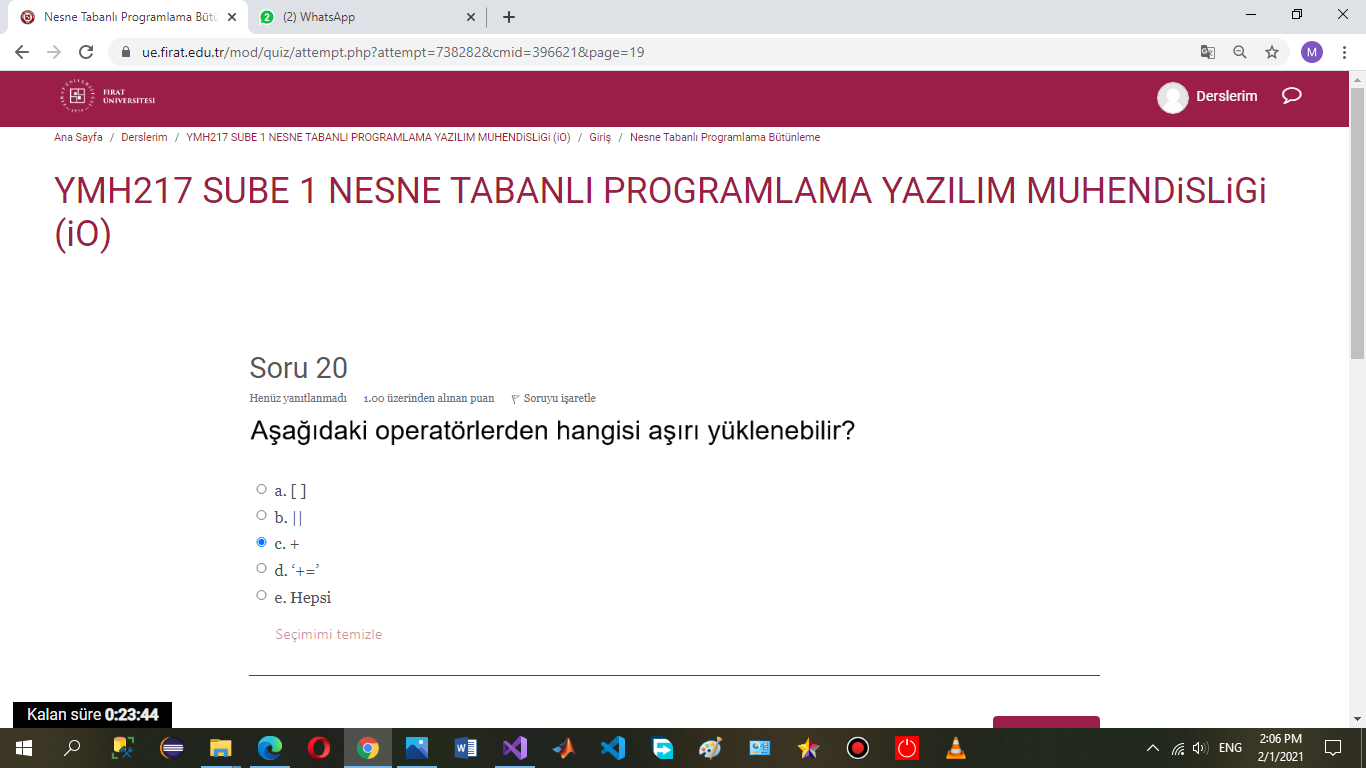 Nesne Tabanlı Programlama Bütü
(2) WhatsApp
ue.firat.edu.tr/mod/quiz/attempt.php?attempt=738282&cmid=396621&page=19
M
FIRAT
ÜNİVERSİTESİ
Derslerim
Ana Sayfa / Derslerim / YMH217 SUBE 1 NESNE TABANLI PROGRAMLAMA YAZILIM MUHENDiSLiGi (iO) / Giriş / Nesne Tabanlı Programlama Bütünleme
YMH217 SUBE 1 NESNE TABANLI PROGRAMLAMA YAZILIM MUHENDiSLiGi
(iO)
Soru 20
Henüz yanıtlanmadı 1.00 üzerinden alınan puan Soruyu işaretle
Aşağıdaki operatörlerden hangisi aşırı yüklenebilir?
a. [ ]
b. ||
c. +
d. ‘+=’
e. Hepsi
Seçimimi temizle
Kalan süre 0:23:44
ENG
2:06 PM
2/1/2021